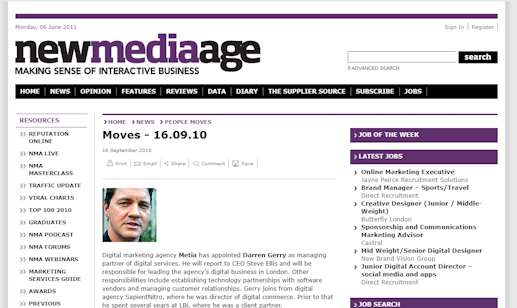 Monday, 06 June 2011
Sign In | Register
newmediaage
MAKING SENSE OF INTERACTIVE BUSINESS
search
ADVANCED SEARCH
HOME | NEWS | OPINION | FEATURES | REVIEWS | DATA | DIARY | THE SUPPLIER SOURCE | SUBSCRIBE | JOBS
RESOURCES
REPUTATION
ONLINE
NMA LIVE
NMA
MASTERCLASS
TRAFFIC UPDATE
VIRAL CHARTS
TOP 100 2010
GRADUATES
NMA PODCAST
NMA FORUMS
NMA WEBINARS
MARKETING
SERVICES GUIDE
AWARDS
PREVIOUS
HOME NEWS PEOPLE MOVES
Moves - 16.09.10
16 September 2010
Print | Email | Share | Comment | Save
Digital marketing agency Metia has appointed Darren Gerry as managing
partner of digital services. He will report to CEO Steve Ellis and will be
responsible for leading the agency's digital business in London. Other
responsibilities include establishing technology partnerships with software
vendors and managing customer relationships. Gerry joins from digital
agency SapientNitro, where he was director of digital commerce. Prior to that
he spent several years at LBi, where he was a client partner.
JOB OF THE WEEK
LATEST JOBS
Online Marketing Executive
Jayne Peirce Recruitment Solutions
Brand Manager – Sports/Travel
Direct Recruitment
Creative Designer (Junior / Middle-
Weight)
Butterfly London
Sponsorship and Communications
Marketing Advisor
Castrol
Mid Weight/Senior Digital Designer
New Brand Vision Group
Junior Digital Account Director –
social media and apps
Direct Recruitment
JOB SEARCH